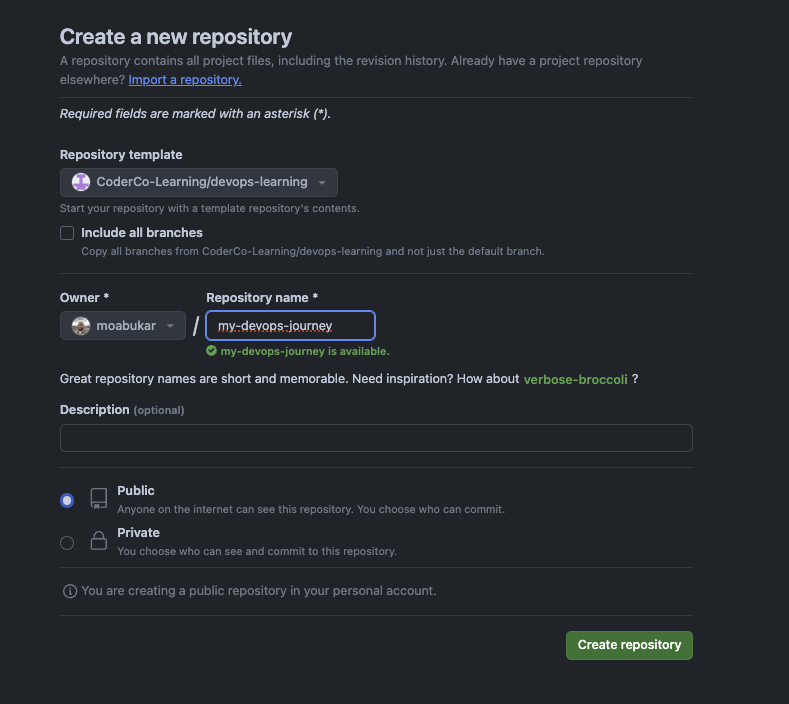 Create a new repository
A repository contains all project files, including the revision history. Already have a project repository
elsewhere? Import a repository.
Required fields are marked with an asterisk (*).
Repository template
CoderCo-Learning/devops-learning
Start your repository with a template repository's contents.
Include all branches
Copy all branches from CoderCo-Learning/devops-learning and not just the default branch.
Owner * Repository name *
moabukar / my-devops-journey
my-devops-journey is available.
Great repository names are short and memorable. Need inspiration? How about verbose-broccoli ?
Description (optional)
Public
Anyone on the internet can see this repository. You choose who can commit.
Private
You choose who can see and commit to this repository.
You are creating a public repository in your personal account.
Create repository